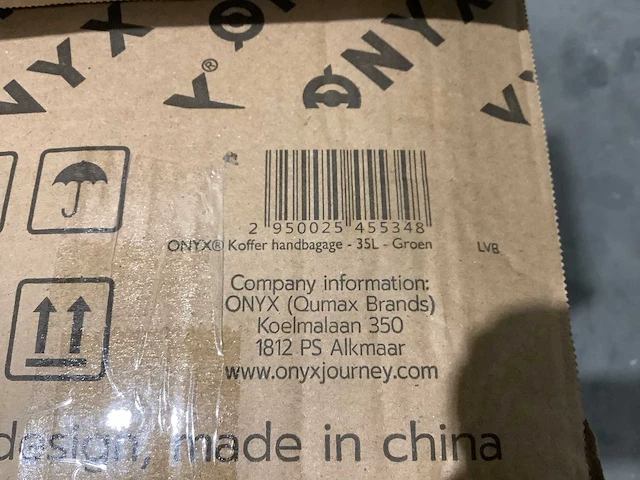 ONYX
Y®
ONYX
2 950025 455348
ONYX® Koffer handbagage - 35L - Groen
LVB
Company information:
ONYX (Qumax Brands)
Koelmalaan 350
1812 PS Alkmaar
www.onyxjourney.com
design, made in china